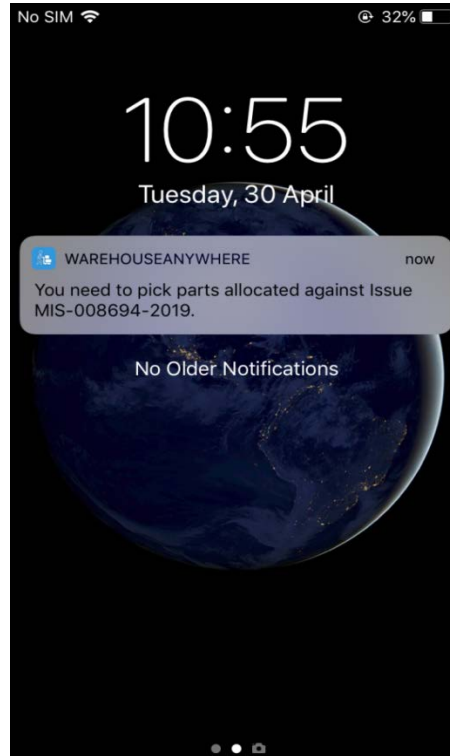 No SIM 32%
10:55
Tuesday, 30 April
WAREHOUSEANYWHERE now
You need to pick parts allocated against Issue
MIS-008694-2019.
No Older Notifications